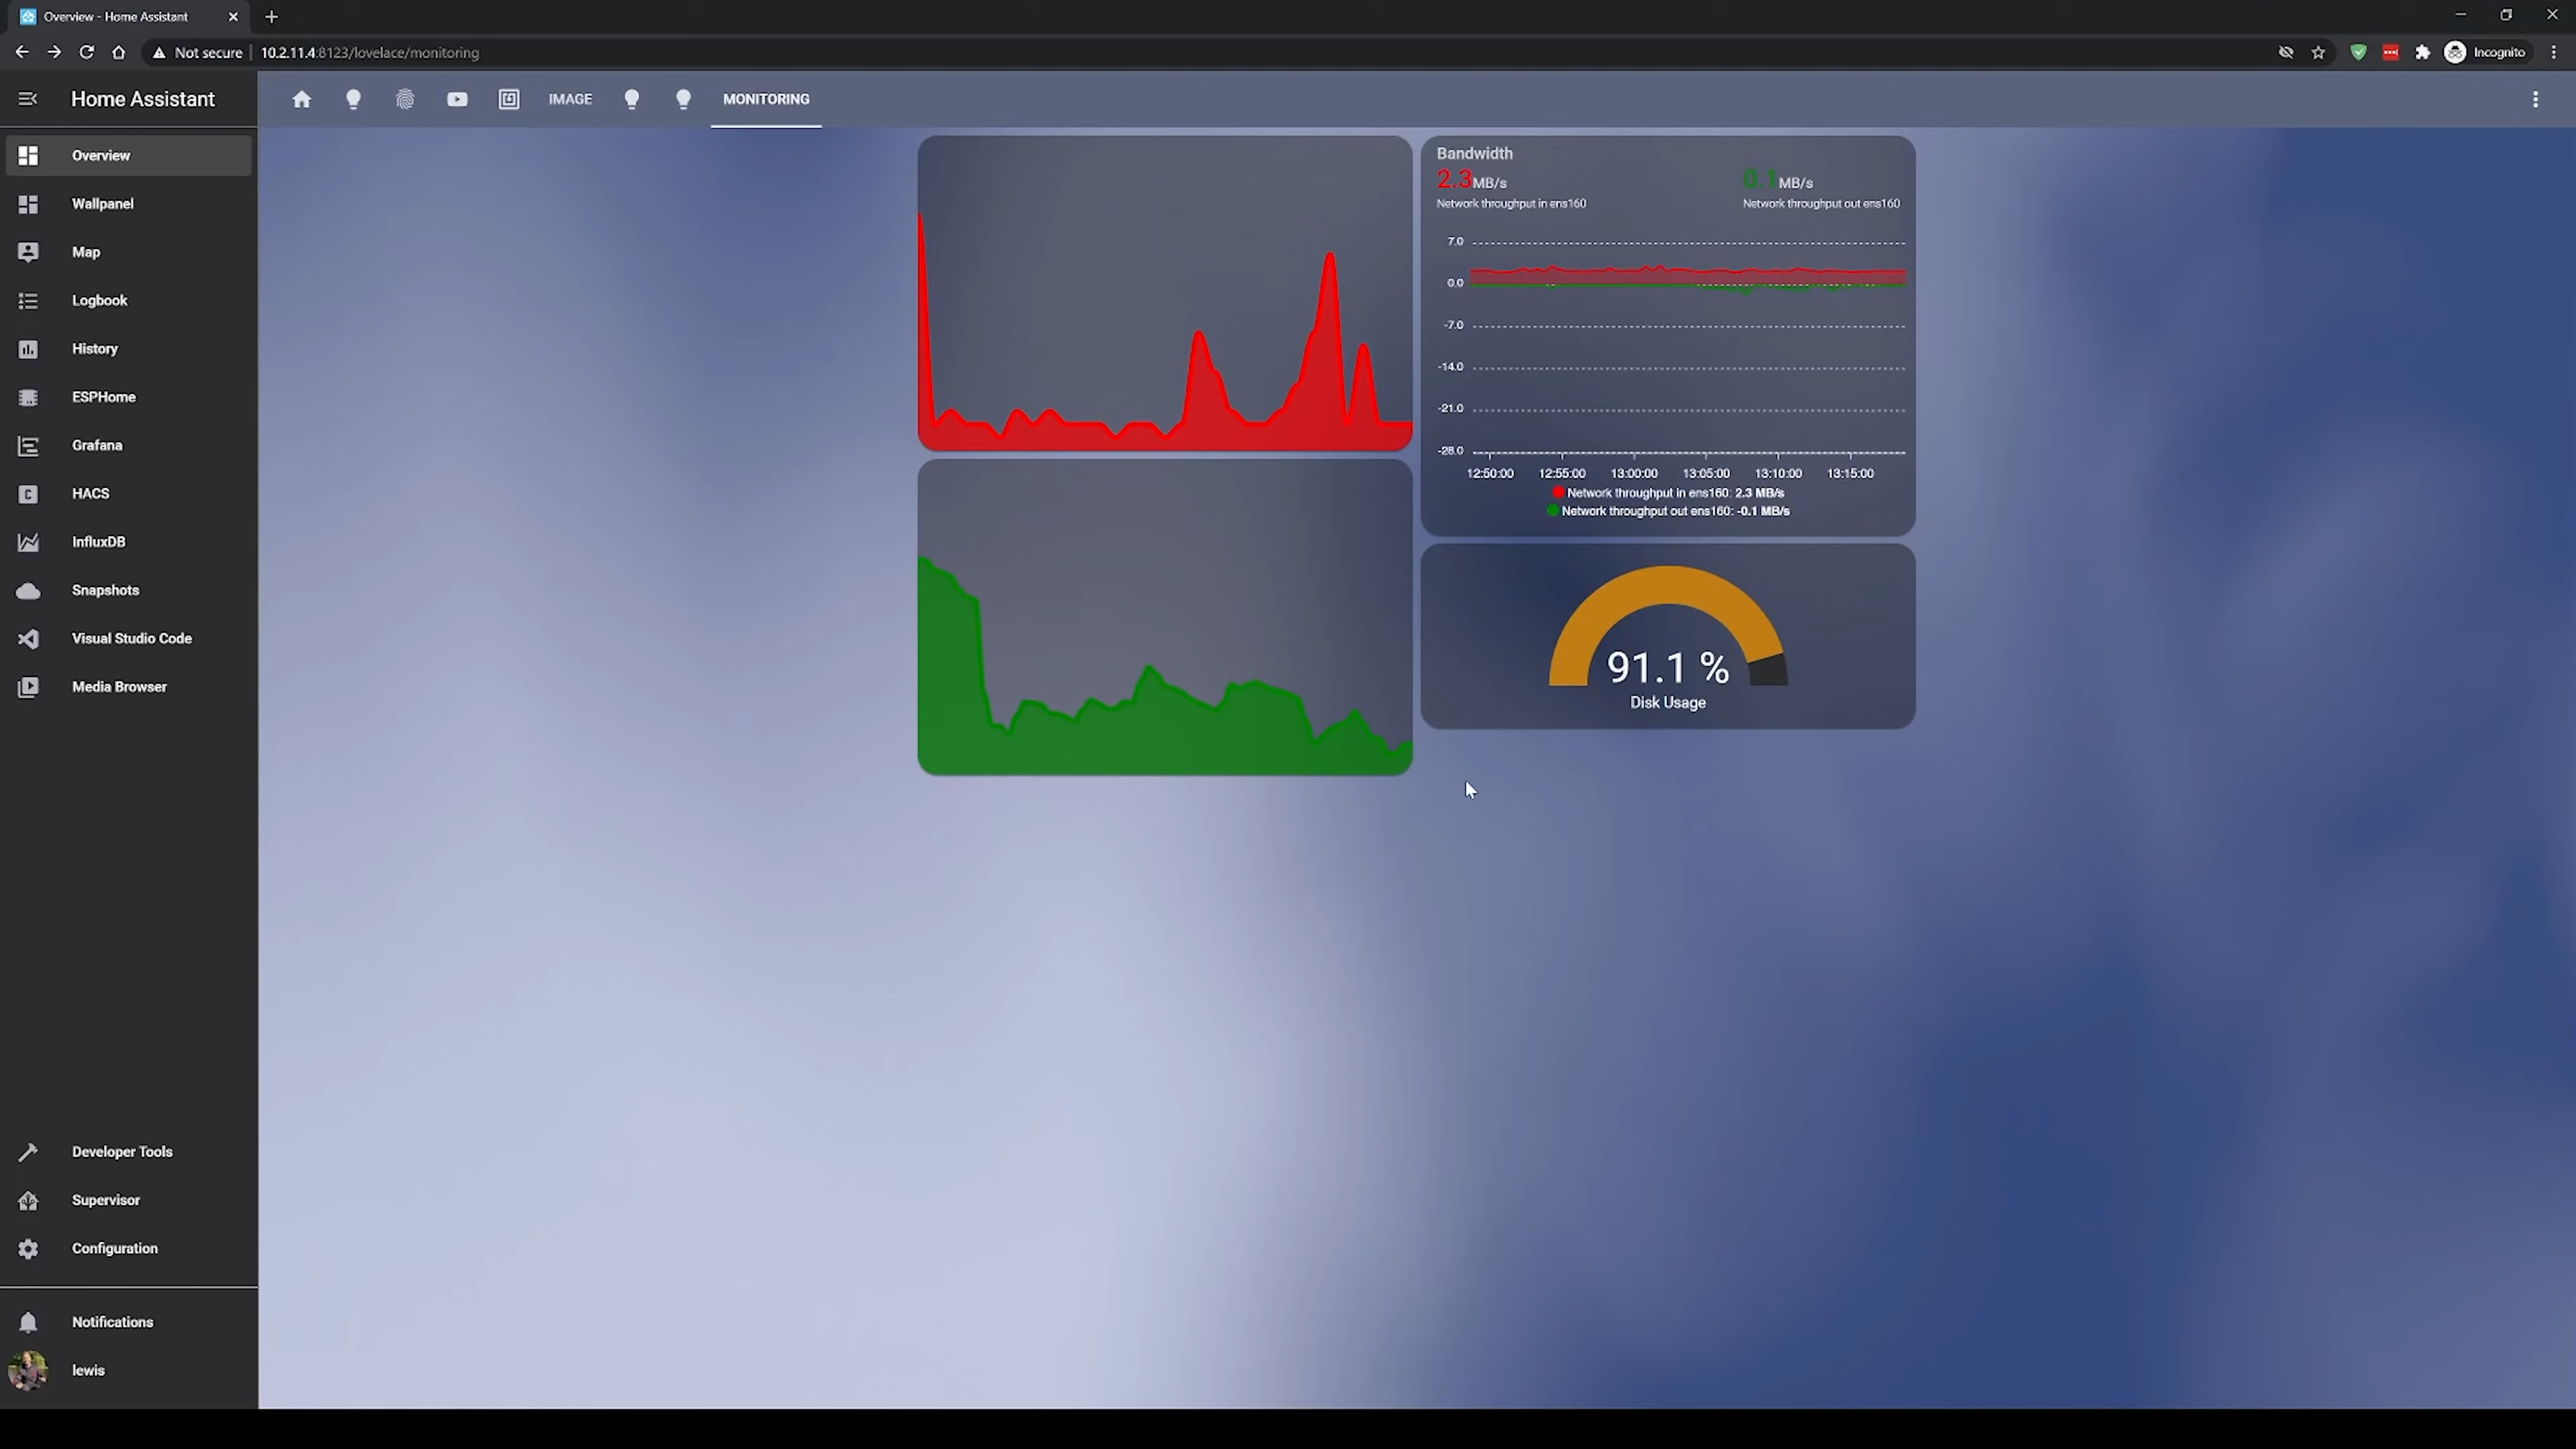 Overview - Home Assistant
Not secure
10.2.11.4:8123/lovelace/monitoring
Incognito
Home Assistant
IMAGE
MONITORING
Overview
Wallpanel
Map
Logbook
History
ESPHome
Grafana
HACS
InfluxDB
Snapshots
Visual Studio Code
Media Browser
Developer Tools
Supervisor
Configuration
Notifications
lewis
Bandwidth
2.3MB/s
0.1MB/s
Network throughput in ens160
Network throughput out ens160
7.0
0.0
-7.0
-14.0
-21.0
-28.0
12:50:00 12:55:00 13:00:00 13:05:00 13:10:00 13:15:00
Network throughput in ens160: 2.3 MB/s
Network throughput out ens160: -0.1 MB/s
91.1 %
Disk Usage